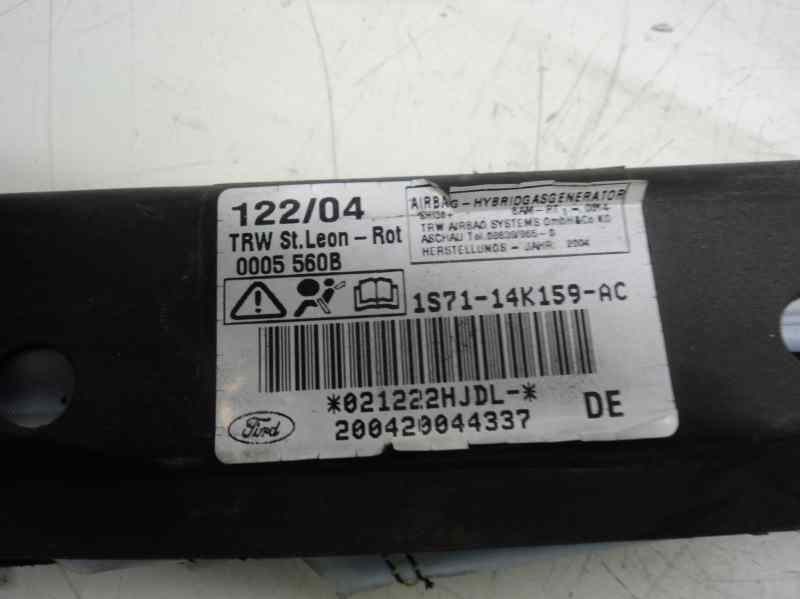 122/04
TRW St.Leon - Rot
0005 560B
AIRBAG - HYBRIDGASGENERATOR
TRW AIRBAG SYSTEMS GmbH&Co KG
ASCHAU Tel.
HERSTELLUNGS - JAHR: 2004
1S71-14K159-AC
*021222HJDL-*
DE
Ford
200420044337